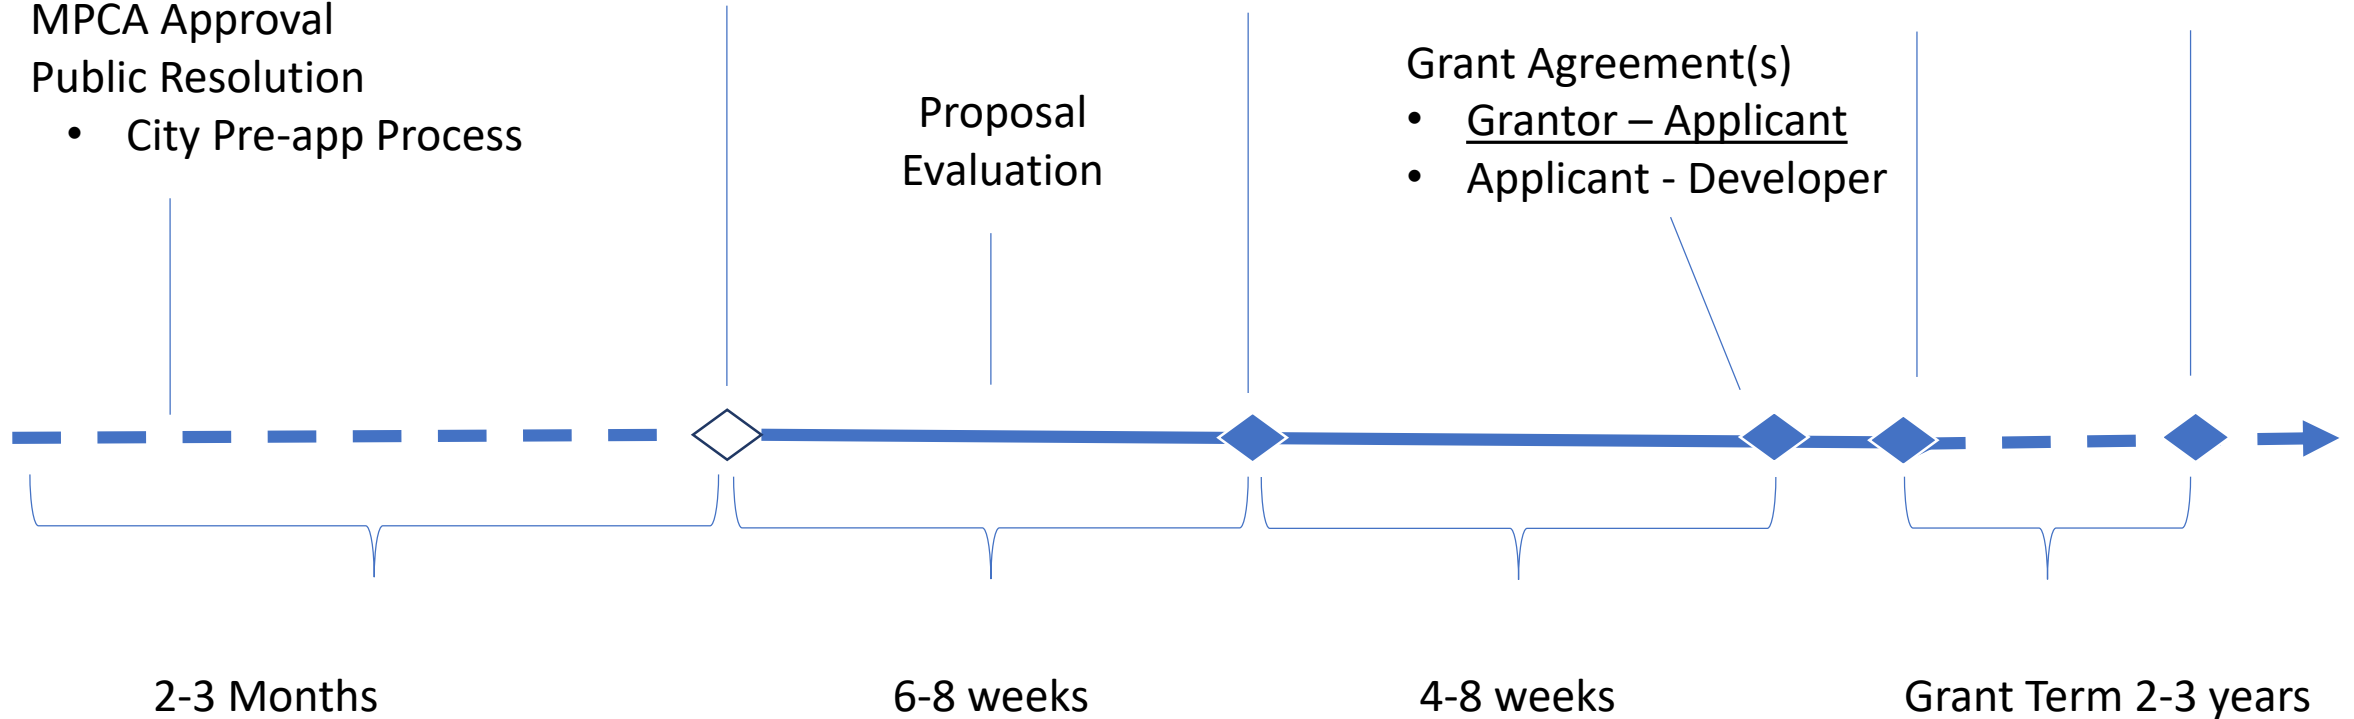 MPCA Approval
Public Resolution
• City Pre-app Process
Proposal
Evaluation
Grant Agreement(s)
• Grantor – Applicant
• Applicant - Developer
2-3 Months
6-8 weeks
4-8 weeks
Grant Term 2-3 years